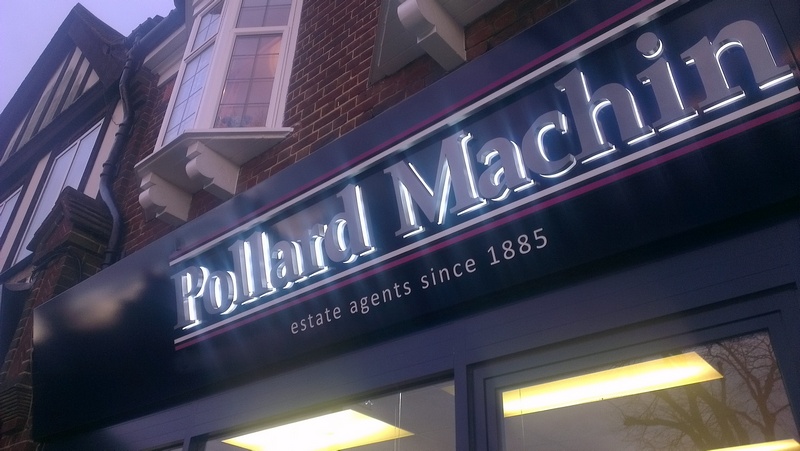 Pollard Machin
estate agents since 1885